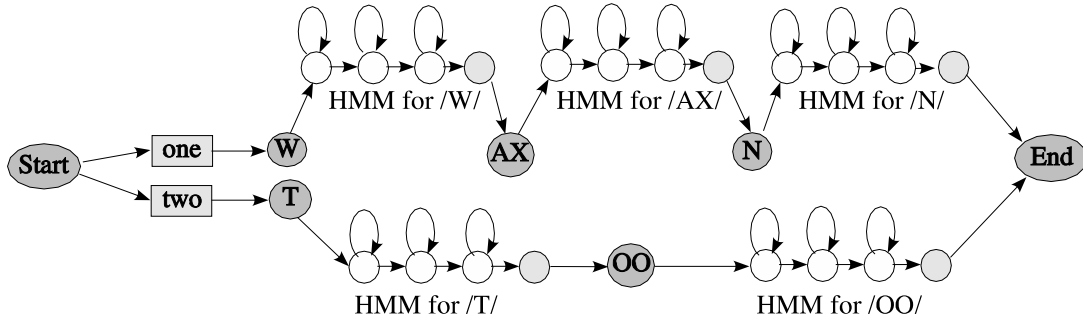 HMM for /W/
HMM for /AX/
HMM for /N/
Start
one
W
AX
N
End
two
T
OO
HMM for /T/
HMM for /OO/